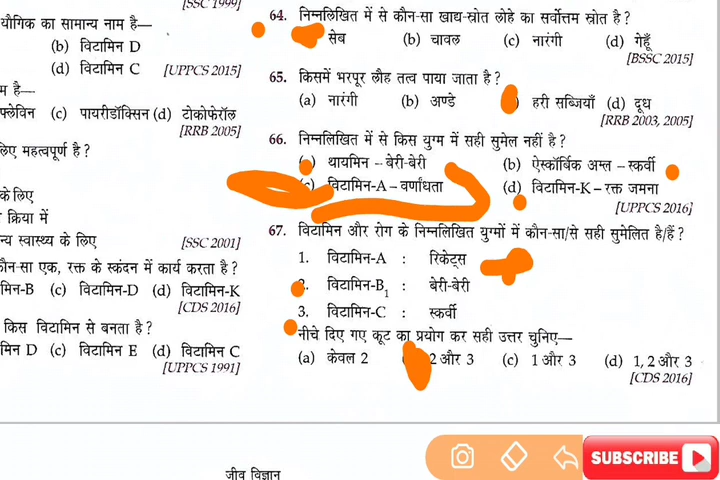 [SSC 1999]
यौगिक का सामान्य नाम है—
(b) विटामिन D
(d) विटामिन C [UPPCS 2015]
म है—
फ्लेविन (c) पायरीडॉक्सिन (d) टोकोफेरॉल
[RRB 2005]
लिए महत्वपूर्ण है?
के लिए
क्रिया में
न्य स्वास्थ्य के लिए [SSC 2001]
कौन-सा एक, रक्त के स्कंदन में कार्य करता है?
मिन-B (c) विटामिन-D (d) विटामिन-K
[CDS 2016]
किस विटामिन से बनता है?
मिन D (c) विटामिन E (d) विटामिन C
[UPPCS 1991]
64. निम्नलिखित में से कौन-सा खाद्य-स्रोत लोहे का सर्वोत्तम स्रोत है?
सेब (b) चावल (c) नारंगी (d) गेहूँ
[BSSC 2015]
65. किसमें भरपूर लौह तत्व पाया जाता है?
(a) नारंगी (b) अण्डे हरी सब्जियाँ (d) दूध
[RRB 2003, 2005]
66. निम्नलिखित में से किस युग्म में सही सुमेल नहीं है?
थायमिन – बेरी-बेरी (b) ऐस्कॉर्बिक अम्ल – स्कर्वी
विटामिन-A – वर्णांधता (d) विटामिन-K – रक्त जमना
[UPPCS 2016]
67. विटामिन और रोग के निम्नलिखित युग्मों में कौन-सा/से सही सुमेलित है/हैं?
1. विटामिन-A : रिकेट्स
विटामिन-B1 : बेरी-बेरी
3. विटामिन-C : स्कर्वी
नीचे दिए गए कूट का प्रयोग कर सही उत्तर चुनिए—
(a) केवल 2 2 और 3 (c) 1 और 3 (d) 1, 2 और 3
[CDS 2016]
जीव विज्ञान
SUBSCRIBE